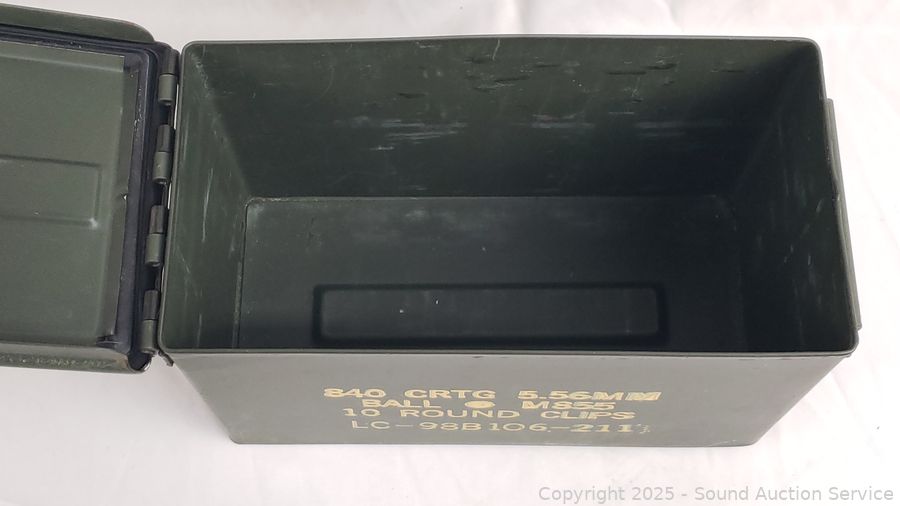 840 CRTG 5.56MM
BALL ● M855
10 ROUND CLIPS
LC-98B106-211
Copyright © 2025 - Sound Auction Service